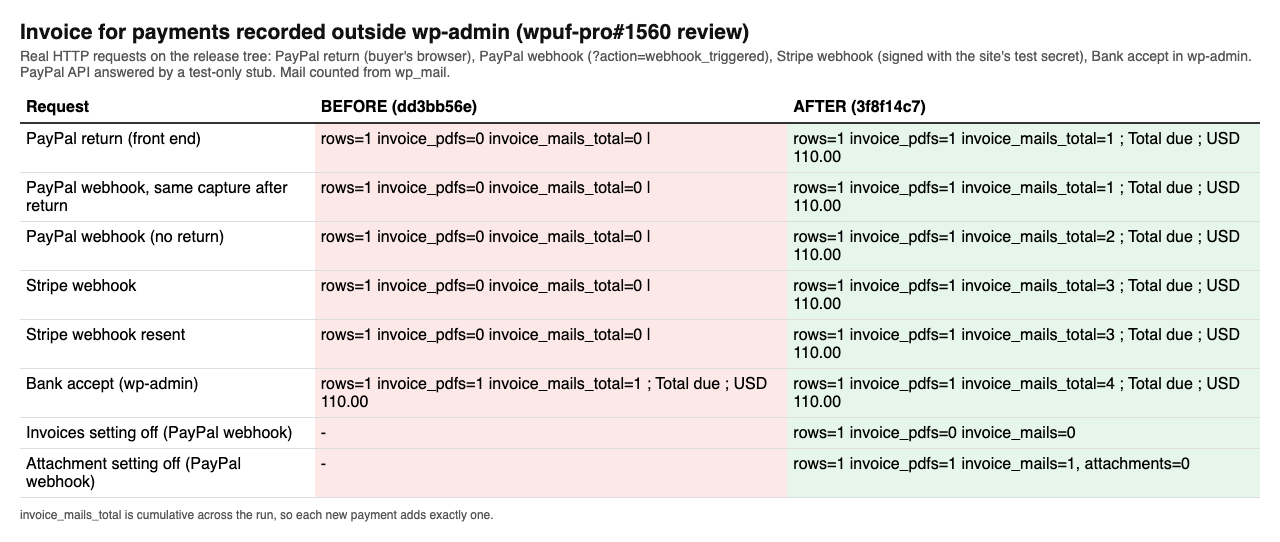 Invoice for payments recorded outside wp-admin (wpuf-pro#1560 review)
Real HTTP requests on the release tree: PayPal return (buyer's browser), PayPal webhook (?action=webhook_triggered), Stripe webhook (signed with the site's test secret), Bank accept in wp-admin.
PayPal API answered by a test-only stub. Mail counted from wp_mail.
Request BEFORE (dd3bb56e) AFTER (3f8f14c7)
PayPal return (front end) rows=1 invoice_pdfs=0 invoice_mails_total=0 | rows=1 invoice_pdfs=1 invoice_mails_total=1 ; Total due ; USD
110.00
PayPal webhook, same capture after rows=1 invoice_pdfs=0 invoice_mails_total=0 | rows=1 invoice_pdfs=1 invoice_mails_total=1 ; Total due ; USD
return 110.00
PayPal webhook (no return) rows=1 invoice_pdfs=0 invoice_mails_total=0 | rows=1 invoice_pdfs=1 invoice_mails_total=2 ; Total due ; USD
110.00
Stripe webhook rows=1 invoice_pdfs=0 invoice_mails_total=0 | rows=1 invoice_pdfs=1 invoice_mails_total=3 ; Total due ; USD
110.00
Stripe webhook resent rows=1 invoice_pdfs=0 invoice_mails_total=0 | rows=1 invoice_pdfs=1 invoice_mails_total=3 ; Total due ; USD
110.00
Bank accept (wp-admin) rows=1 invoice_pdfs=1 invoice_mails_total=1 ; Total due ; USD rows=1 invoice_pdfs=1 invoice_mails_total=4 ; Total due ; USD
110.00 110.00
Invoices setting off (PayPal webhook) - rows=1 invoice_pdfs=0 invoice_mails=0
Attachment setting off (PayPal - rows=1 invoice_pdfs=1 invoice_mails=1, attachments=0
webhook)
invoice_mails_total is cumulative across the run, so each new payment adds exactly one.